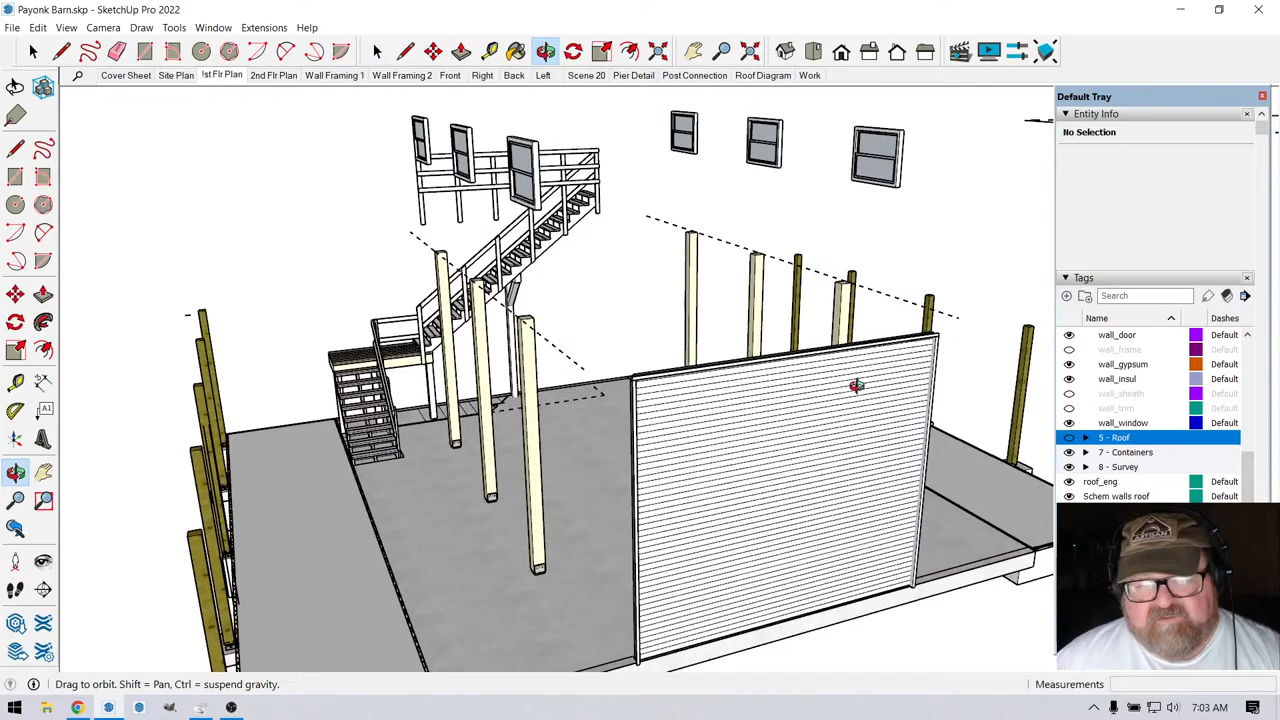 Payonk Barn.skp - SketchUp Pro 2022
File Edit View Camera Draw Tools Window Extensions Help
Cover Sheet Site Plan !st Flr Plan 2nd Flr Plan Wall Framing 1 Wall Framing 2 Front Right Back Left Scene 20 Pier Detail Post Connection Roof Diagram Work
Default Tray
Entity Info
No Selection
Tags
Search
Name Dashes
wall_door Default
wall_frame Default
wall_gypsum Default
wall_insul Default
wall_sheath Default
wall_trim Default
wall_window Default
5 - Roof
7 - Containers
8 - Survey
roof_eng Default
Schem walls roof Default
ARTISAN
A1
Drag to orbit. Shift = Pan, Ctrl = suspend gravity.
Measurements
7:03 AM